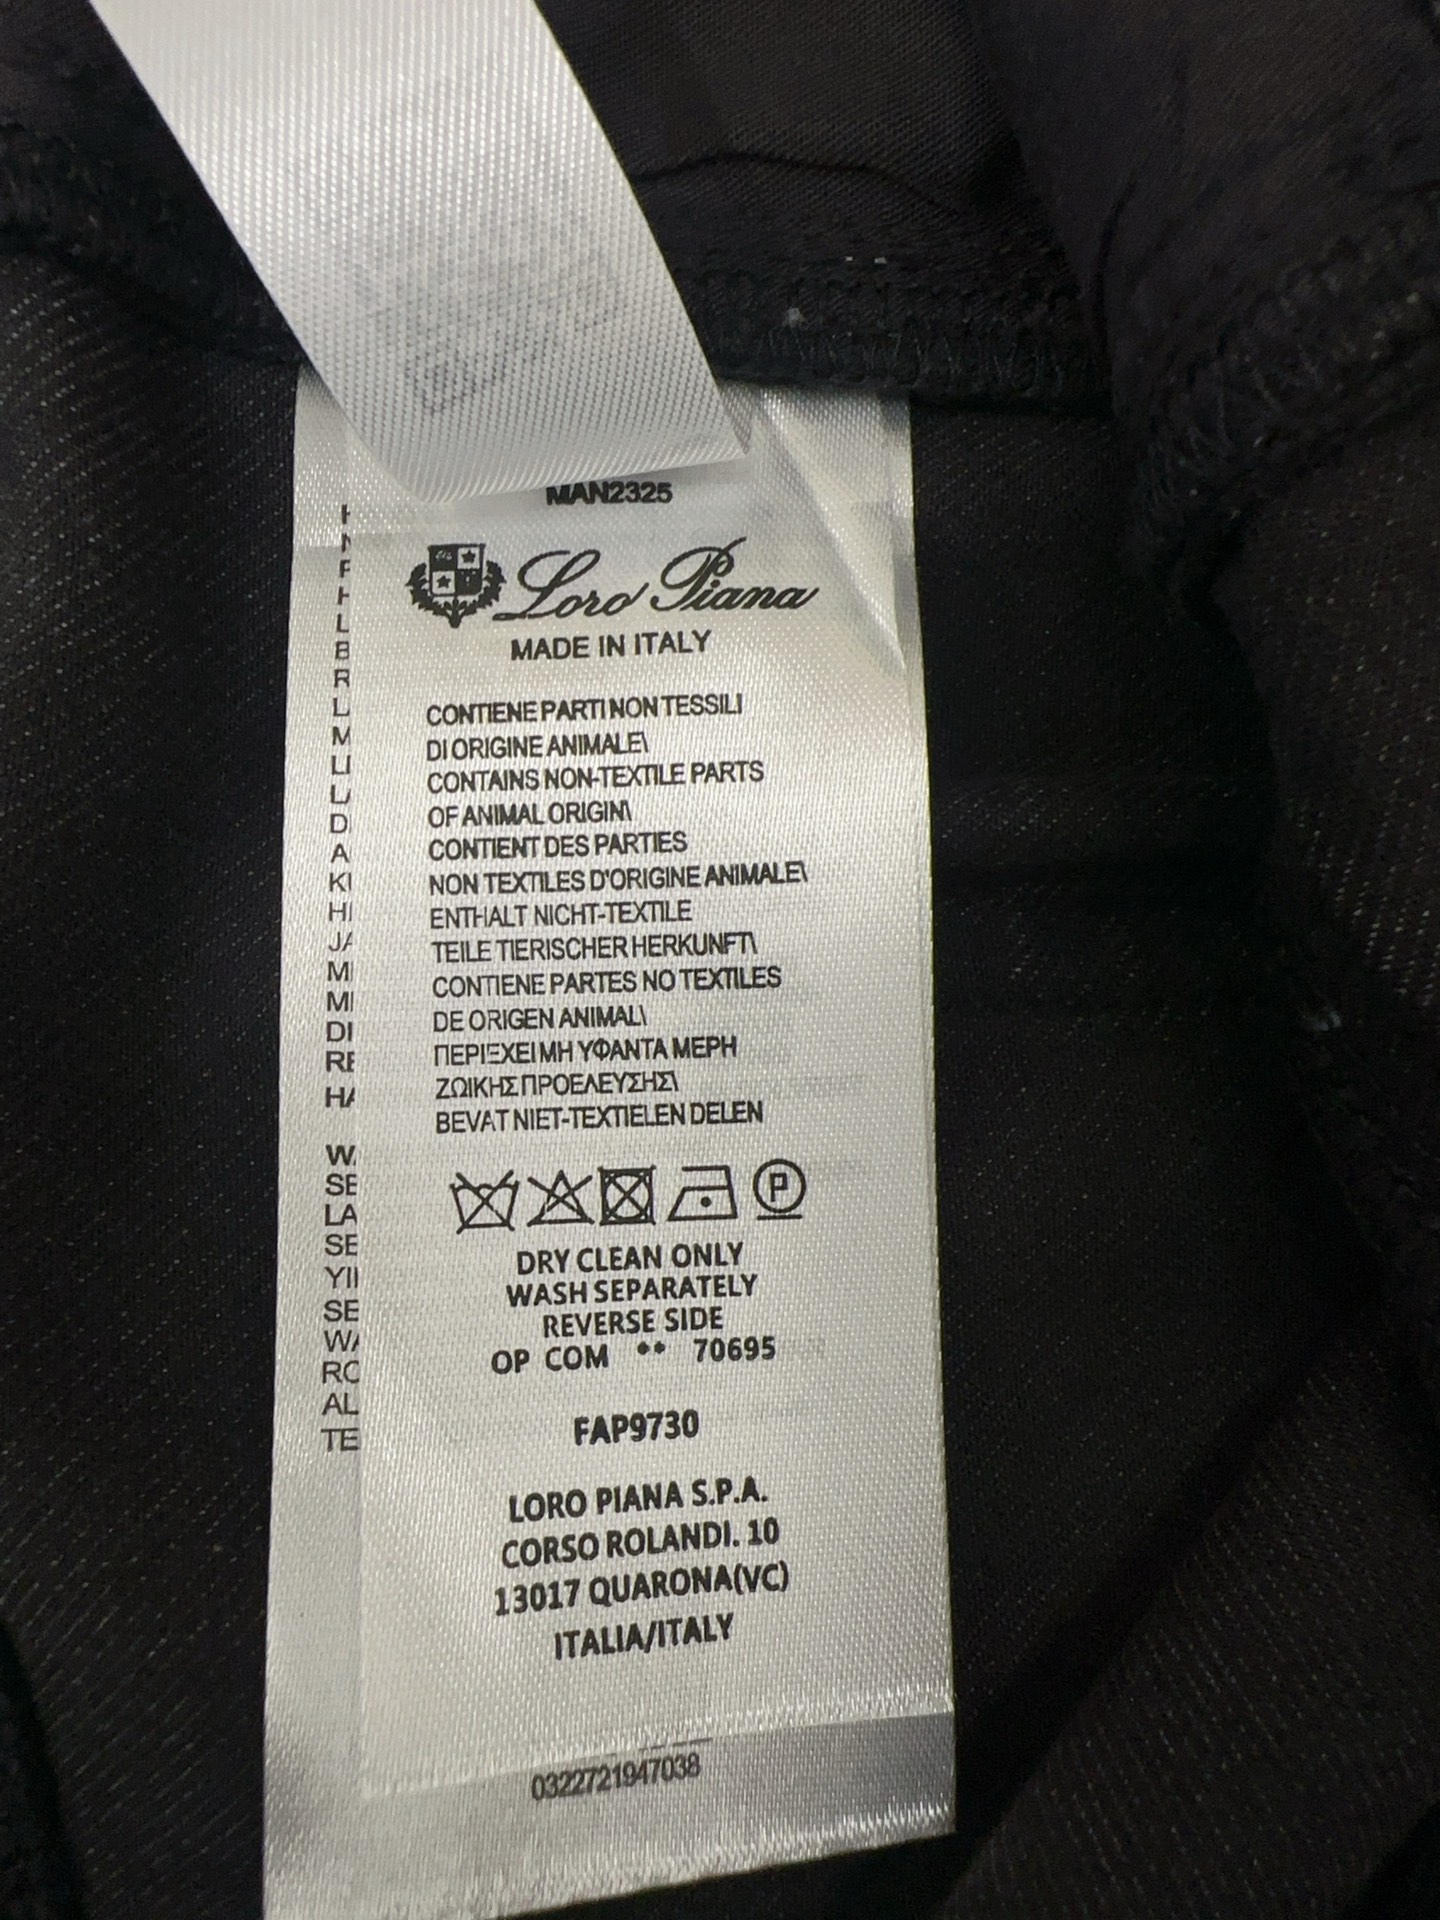 MAN2325
Loro Piana
MADE IN ITALY
CONTIENE PARTI NON TESSILI
DI ORIGINE ANIMALE\
CONTAINS NON-TEXTILE PARTS
OF ANIMAL ORIGIN\
CONTIENT DES PARTIES
NON TEXTILES D'ORIGINE ANIMALE\
ENTHALT NICHT-TEXTILE
TEILE TIERISCHER HERKUNFT\
CONTIENE PARTES NO TEXTILES
DE ORIGEN ANIMAL\
ΠΕΡΙΕΧΕΙ ΜΗ ΥΦΑΝΤΑ ΜΕΡΗ
ΖΩΙΚΗΣ ΠΡΟΕΛΕΥΣΗΣ\
BEVAT NIET-TEXTIELEN DELEN
P
DRY CLEAN ONLY
WASH SEPARATELY
REVERSE SIDE
OP COM ** 70695
FAP9730
LORO PIANA S.P.A.
CORSO ROLANDI. 10
13017 QUARONA(VC)
ITALIA/ITALY
0322721947038